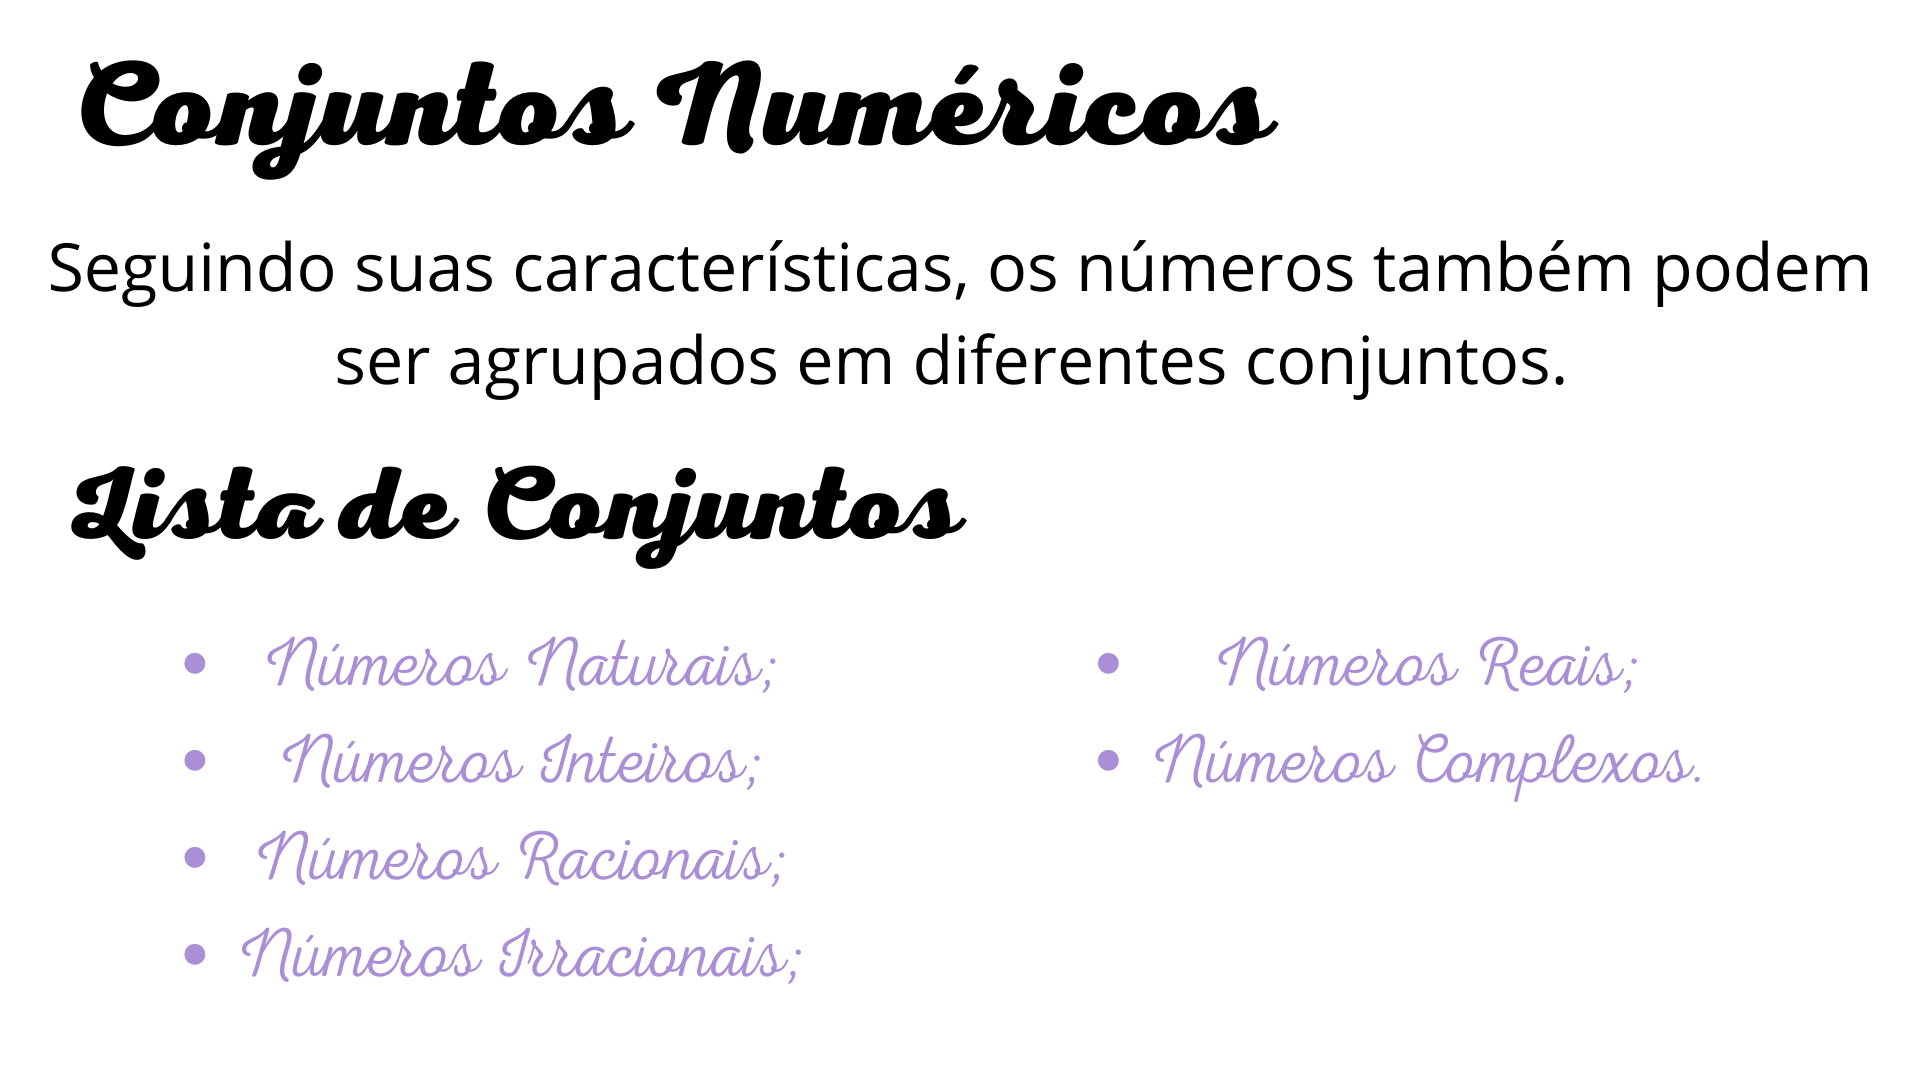 Conjuntos Numéricos
Seguindo suas características, os números também podem
ser agrupados em diferentes conjuntos.
Lista de Conjuntos
• Números Naturais;
• Números Inteiros;
• Números Racionais;
• Números Irracionais;
• Números Reais;
• Números Complexos.